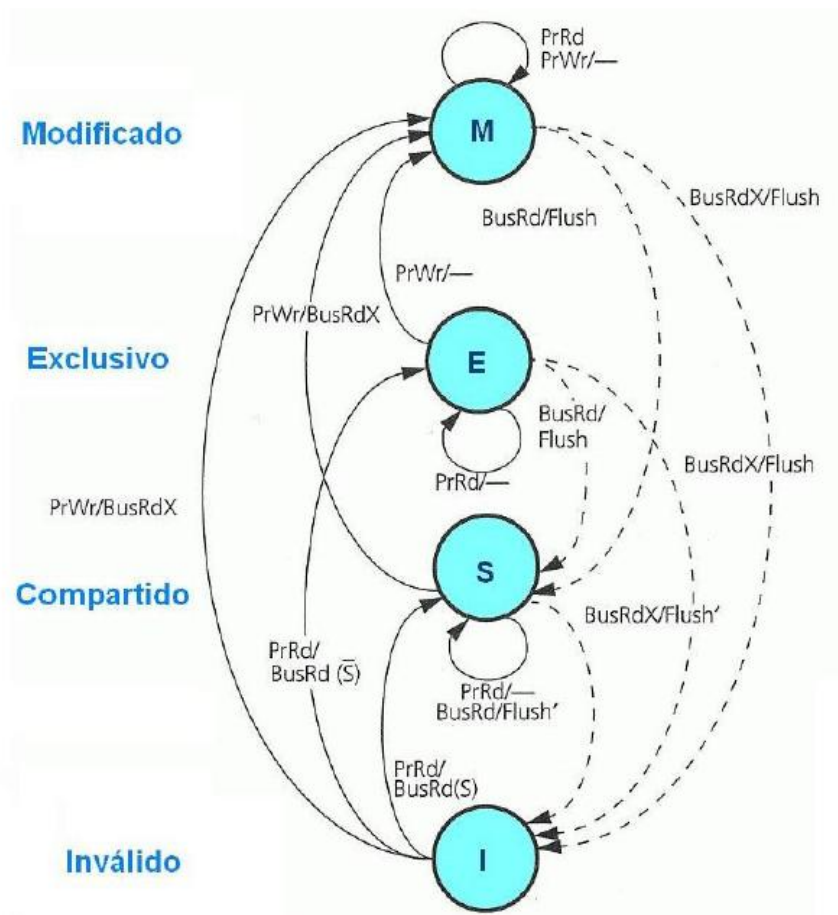 PrRd
PrWr/—
M
Modificado
BusRdX/Flush
BusRd/Flush
PrWr/—
PrWr/BusRdX
Exclusivo
E
BusRd/
Flush
BusRdX/Flush
PrRd/—
PrWr/BusRdX
S
Compartido
BusRdX/Flush′
PrRd/
BusRd (S̅)
PrRd/—
BusRd/Flush′
PrRd/
BusRd(S)
Inválido
I